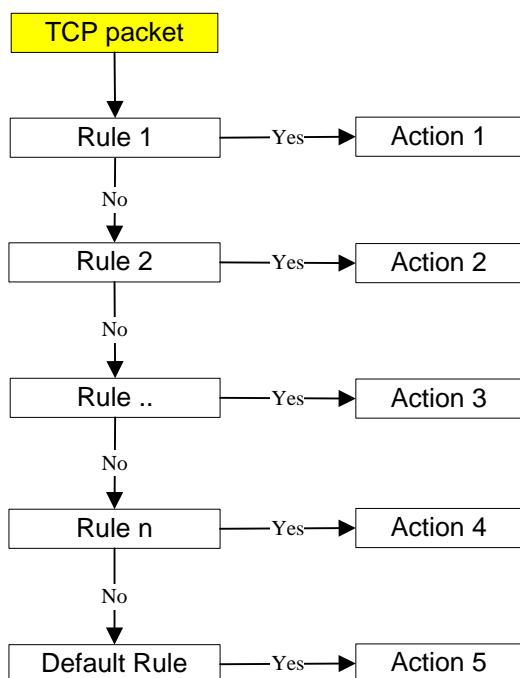 TCP packet
Rule 1
Yes
Action 1
No
Rule 2
Yes
Action 2
No
Rule ..
Yes
Action 3
No
Rule n
Yes
Action 4
No
Default Rule
Yes
Action 5